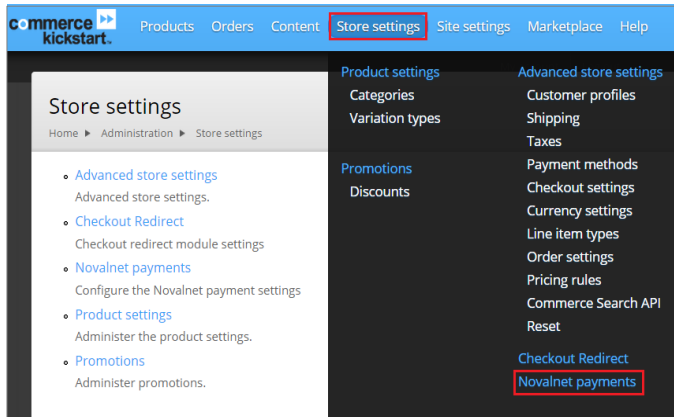 commerce
kickstart.
Products Orders Content Store settings Site settings Marketplace Help
Store settings
Home ▶ Administration ▶ Store settings
Advanced store settings
Advanced store settings.
Checkout Redirect
Checkout redirect module settings
Novalnet payments
Configure the Novalnet payment settings
Product settings
Administer the product settings.
Promotions
Administer promotions.
Product settings
Categories
Variation types
Promotions
Discounts
Advanced store settings
Customer profiles
Shipping
Taxes
Payment methods
Checkout settings
Currency settings
Line item types
Order settings
Pricing rules
Commerce Search API
Reset
Checkout Redirect
Novalnet payments